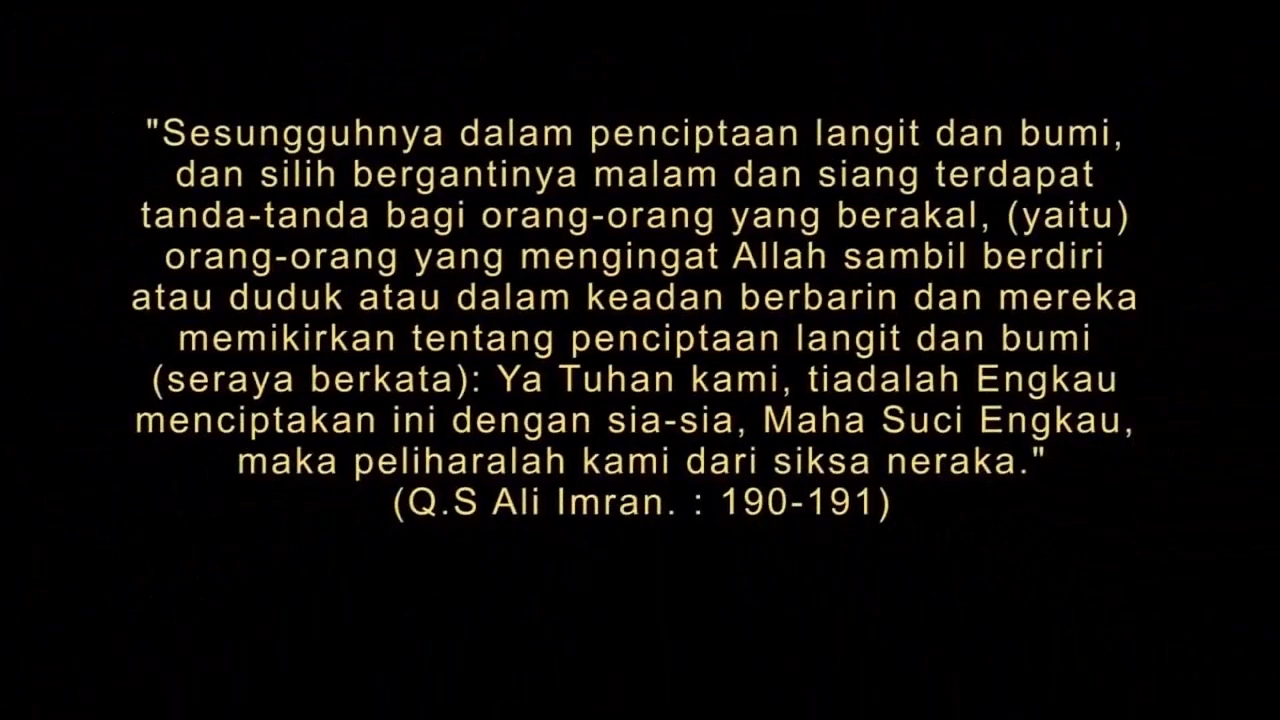 "Sesungguhnya dalam penciptaan langit dan bumi,
dan silih bergantinya malam dan siang terdapat
tanda-tanda bagi orang-orang yang berakal, (yaitu)
orang-orang yang mengingat Allah sambil berdiri
atau duduk atau dalam keadan berbarin dan mereka
memikirkan tentang penciptaan langit dan bumi
(seraya berkata): Ya Tuhan kami, tiadalah Engkau
menciptakan ini dengan sia-sia, Maha Suci Engkau,
maka peliharalah kami dari siksa neraka."
(Q.S Ali Imran. : 190-191)